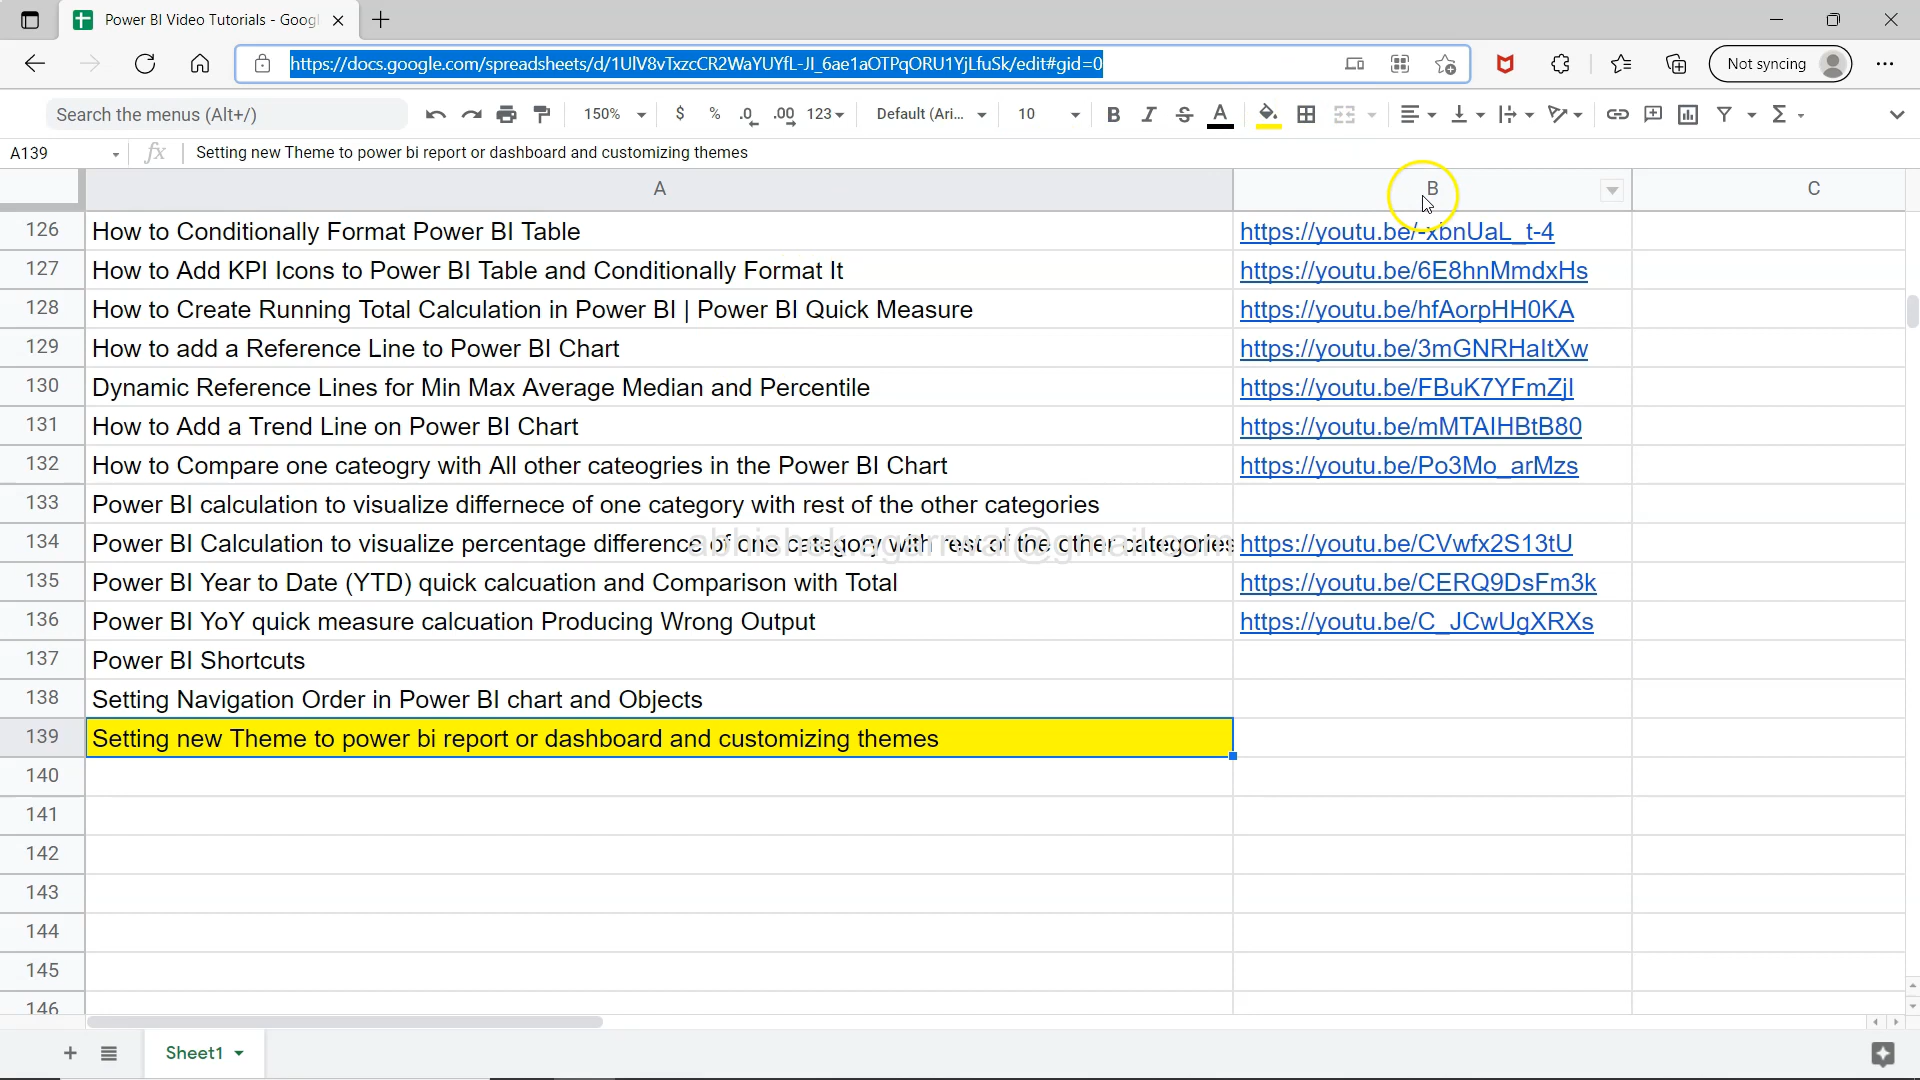 Power BI Video Tutorials - Googl
https://docs.google.com/spreadsheets/d/1UlV8vTxzcCR2WaYUYfL-JI_6ae1aOTPqORU1YjLfuSk/edit#gid=0
Not syncing
Search the menus (Alt+/)
150% $ % .0 .00 123 Default (Ari... 10 B I S A
A139 fx Setting new Theme to power bi report or dashboard and customizing themes
A B C
126 How to Conditionally Format Power BI Table https://youtu.be/-xbnUaL_t-4
127 How to Add KPI Icons to Power BI Table and Conditionally Format It https://youtu.be/6E8hnMmdxHs
128 How to Create Running Total Calculation in Power BI | Power BI Quick Measure https://youtu.be/hfAorpHH0KA
129 How to add a Reference Line to Power BI Chart https://youtu.be/3mGNRHaltXw
130 Dynamic Reference Lines for Min Max Average Median and Percentile https://youtu.be/FBuK7YFmZjI
131 How to Add a Trend Line on Power BI Chart https://youtu.be/mMTAIHBtB80
132 How to Compare one cateogry with All other cateogries in the Power BI Chart https://youtu.be/Po3Mo_arMzs
133 Power BI calculation to visualize differnece of one category with rest of the other categories
134 Power BI Calculation to visualize percentage difference of one category with rest of the other categories https://youtu.be/CVwfx2S13tU
135 Power BI Year to Date (YTD) quick calcuation and Comparison with Total https://youtu.be/CERQ9DsFm3k
136 Power BI YoY quick measure calcuation Producing Wrong Output https://youtu.be/C_JCwUgXRXs
137 Power BI Shortcuts
138 Setting Navigation Order in Power BI chart and Objects
139 Setting new Theme to power bi report or dashboard and customizing themes
140
141
142
143
144
145
146
Sheet1